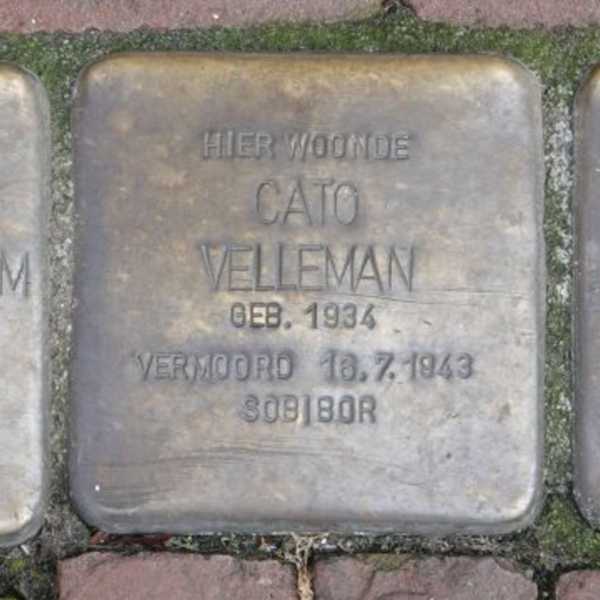 HIER WOONDE
CATO
VELLEMAN
GEB. 1934
VERMOORD 16.7.1943
SOBIBOR
M